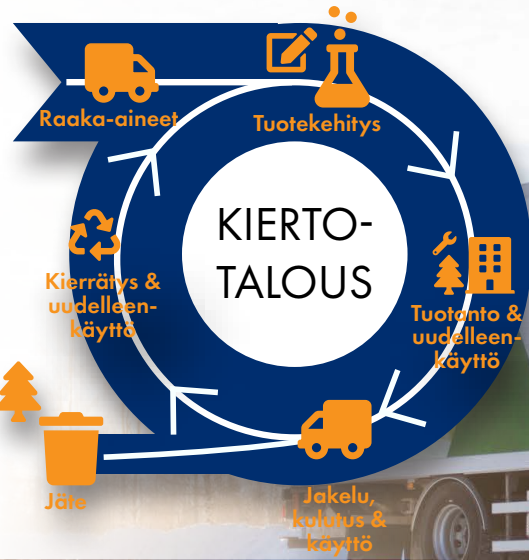 Raaka-aineet
Tuotekehitys
KIERTO-
TALOUS
Kierrätys &
uudelleen-
käyttö
Tuotanto &
uudelleen-
käyttö
Jäte
Jakelu,
kulutus &
käyttö